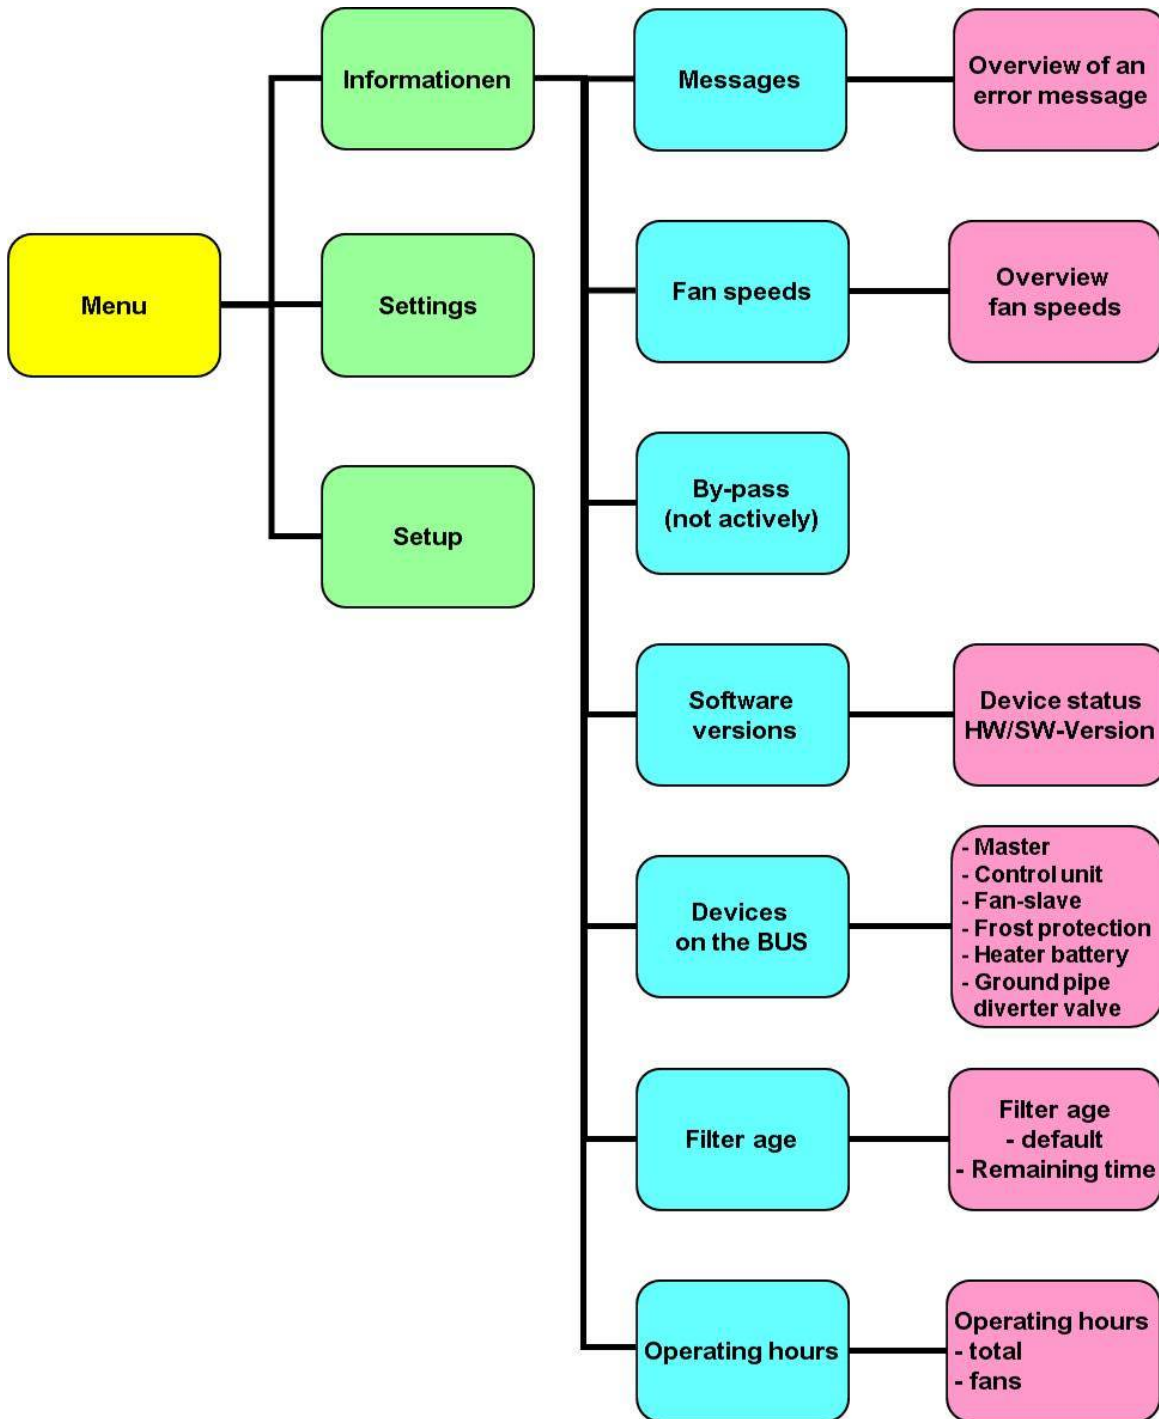 Menu
Informationen
Settings
Setup
Messages
Fan speeds
By-pass
(not actively)
Software
versions
Devices
on the BUS
Filter age
Operating hours
Overview of an
error message
Overview
fan speeds
Device status
HW/SW-Version
- Master
- Control unit
- Fan-slave
- Frost protection
- Heater battery
- Ground pipe
diverter valve
Filter age
- default
- Remaining time
Operating hours
- total
- fans